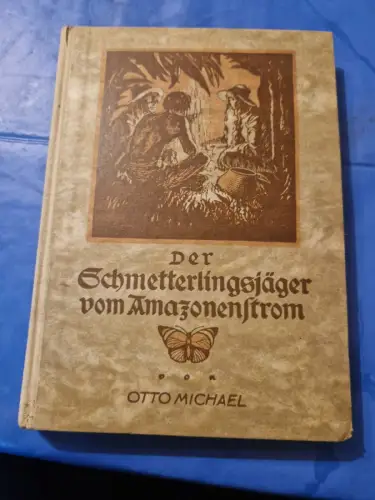 Der
Schmetterlingsjäger
vom Amazonenstrom
von
OTTO MICHAEL